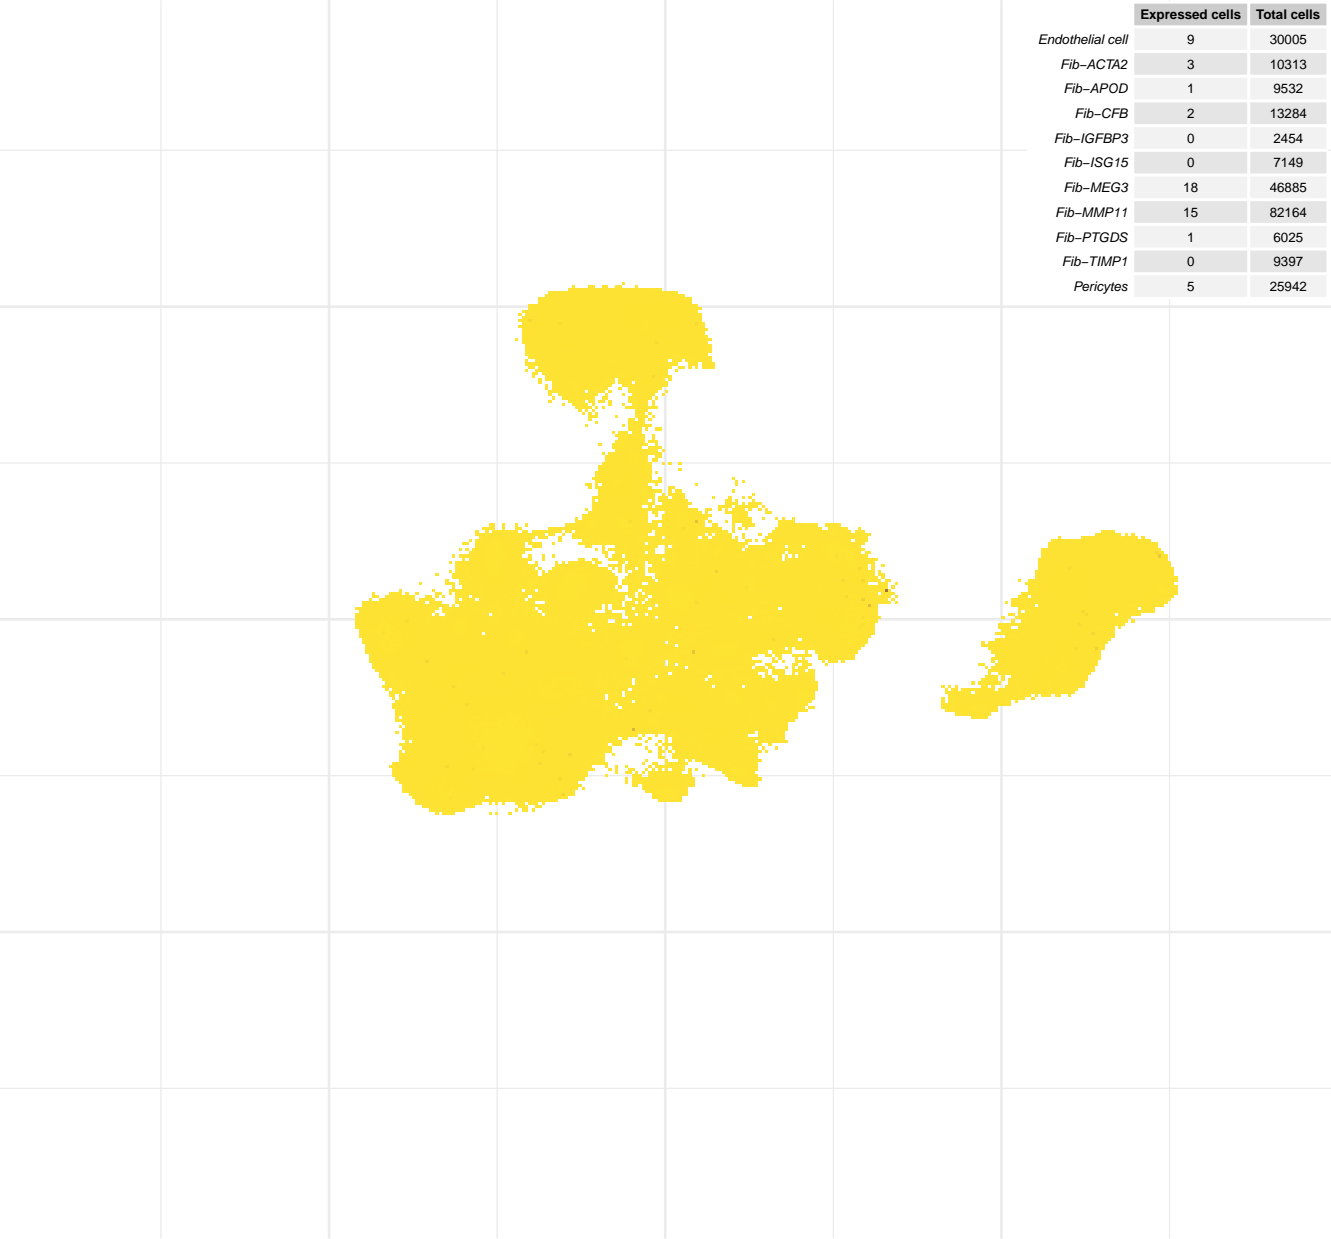 Expressed cells Total cells
Endothelial cell 9 30005
Fib−ACTA2 3 10313
Fib−APOD 1 9532
Fib−CFB 2 13284
Fib−IGFBP3 0 2454
Fib−ISG15 0 7149
Fib−MEG3 18 46885
Fib−MMP11 15 82164
Fib−PTGDS 1 6025
Fib−TIMP1 0 9397
Pericytes 5 25942